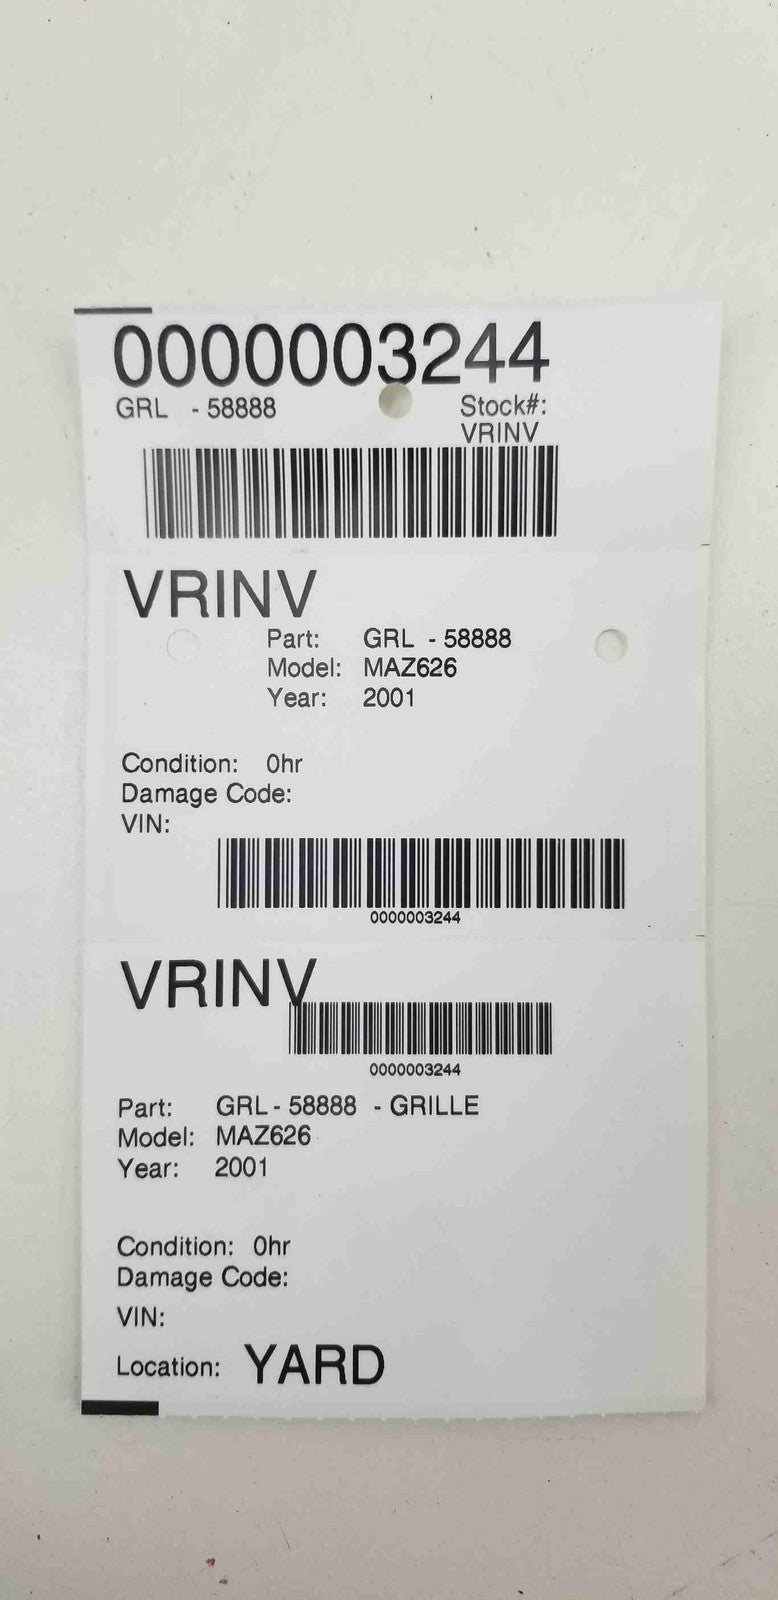 0000003244
GRL - 58888 Stock#:
VRINV
VRINV
Part: GRL - 58888
Model: MAZ626
Year: 2001
Condition: 0hr
Damage Code:
VIN:
0000003244
VRINV
0000003244
Part: GRL - 58888 - GRILLE
Model: MAZ626
Year: 2001
Condition: 0hr
Damage Code:
VIN:
Location: YARD